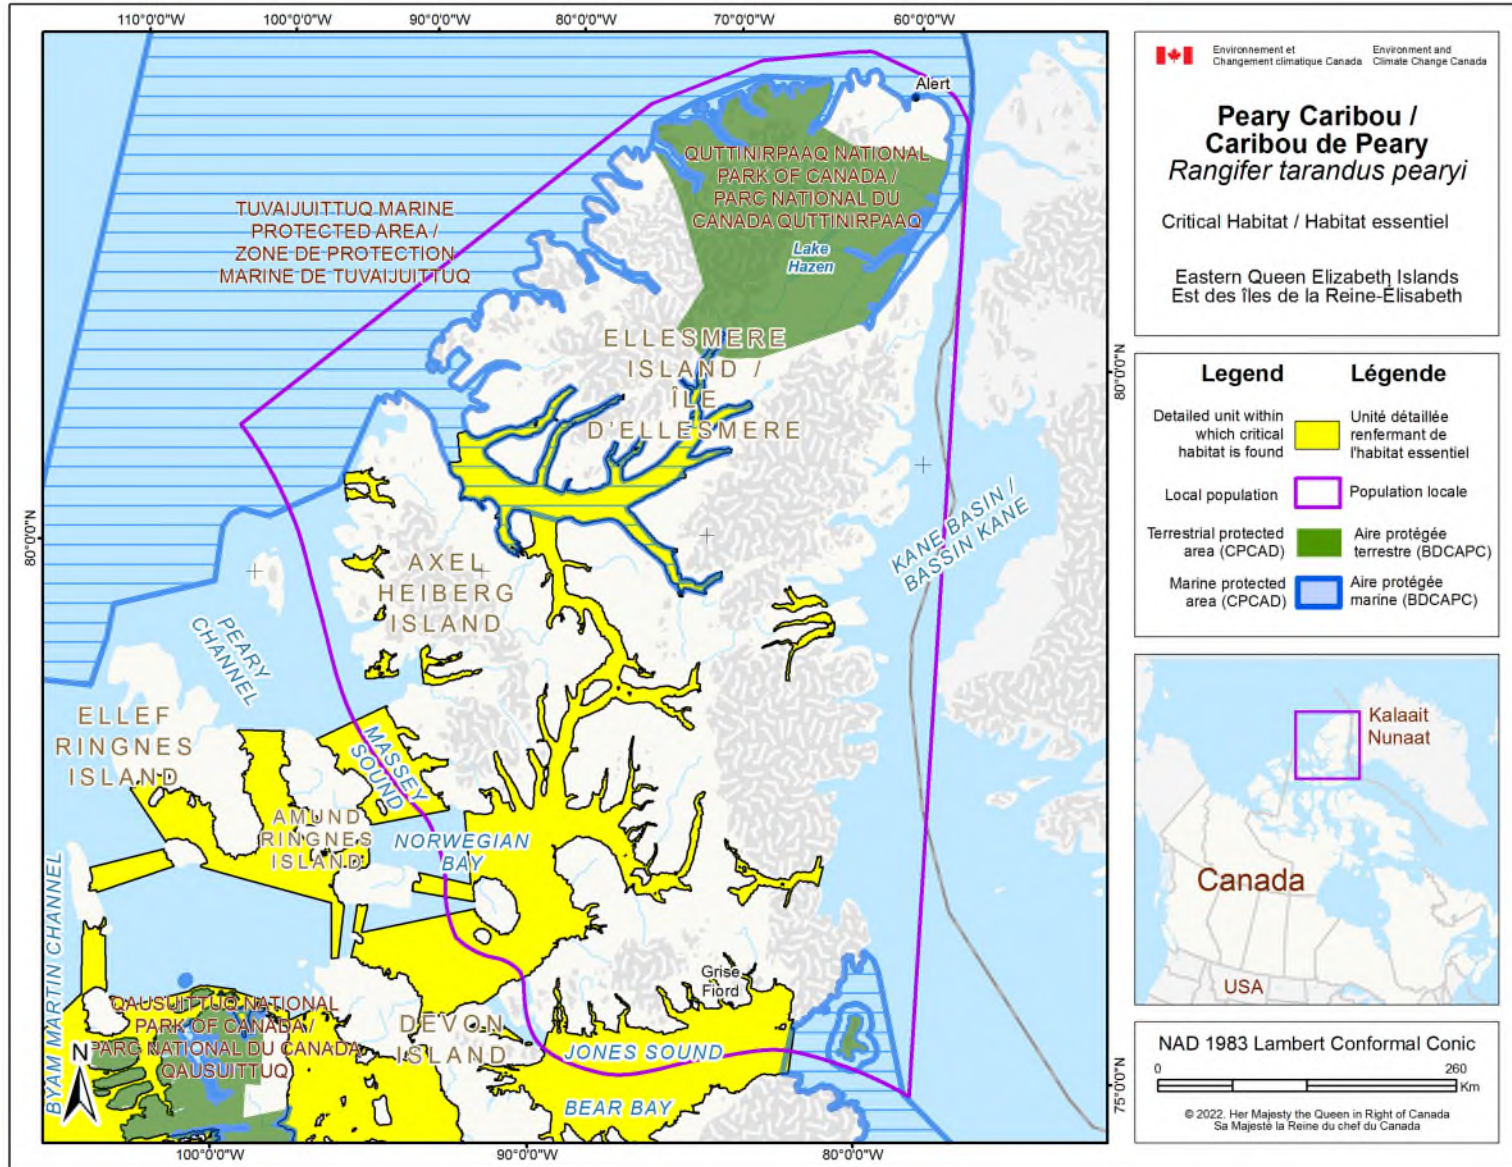 110°0'0"W
100°0'0"W
90°0'0"W
80°0'0"W
70°0'0"W
60°0'0"W
Alert
QUTTINIRPAAQ NATIONAL
PARK OF CANADA /
PARC NATIONAL DU
CANADA QUTTINIRPAAQ
TUVAIJUITTUQ MARINE
PROTECTED AREA /
ZONE DE PROTECTION
MARINE DE TUVAIJUITTUQ
Lake
Hazen
ELLESMERE
ISLAND /
ÎLE
D'ELLESMERE
80°0'0"N
80°0'0"N
KANE BASIN /
BASSIN KANE
AXEL
HEIBERG
ISLAND
PEARY
CHANNEL
ELLEF
RINGNES
ISLAND
MASSEY
SOUND
AMUND
RINGNES
ISLAND
NORWEGIAN
BAY
BYAM MARTIN CHANNEL
Grise
Fiord
QAUSUITTUQ NATIONAL
PARK OF CANADA /
PARC NATIONAL DU CANADA
QAUSUITTUQ
N
DEVON
ISLAND
JONES SOUND
BEAR BAY
75°0'0"N
100°0'0"W
90°0'0"W
80°0'0"W
Environnement et
Changement climatique Canada
Environment and
Climate Change Canada
Peary Caribou /
Caribou de Peary
Rangifer tarandus pearyi
Critical Habitat / Habitat essentiel
Eastern Queen Elizabeth Islands
Est des îles de la Reine-Élisabeth
Legend
Légende
Detailed unit within
which critical
habitat is found
Unité détaillée
renfermant de
l'habitat essentiel
Local population
Population locale
Terrestrial protected
area (CPCAD)
Aire protégée
terrestre (BDCAPC)
Marine protected
area (CPCAD)
Aire protégée
marine (BDCAPC)
Kalaait
Nunaat
Canada
USA
NAD 1983 Lambert Conformal Conic
0
260
Km
© 2022. Her Majesty the Queen in Right of Canada
Sa Majesté la Reine du chef du Canada